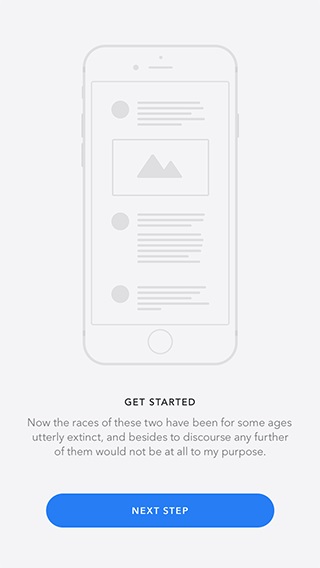 GET STARTED
Now the races of these two have been for some ages
utterly extinct, and besides to discourse any further
of them would not be at all to my purpose.
NEXT STEP